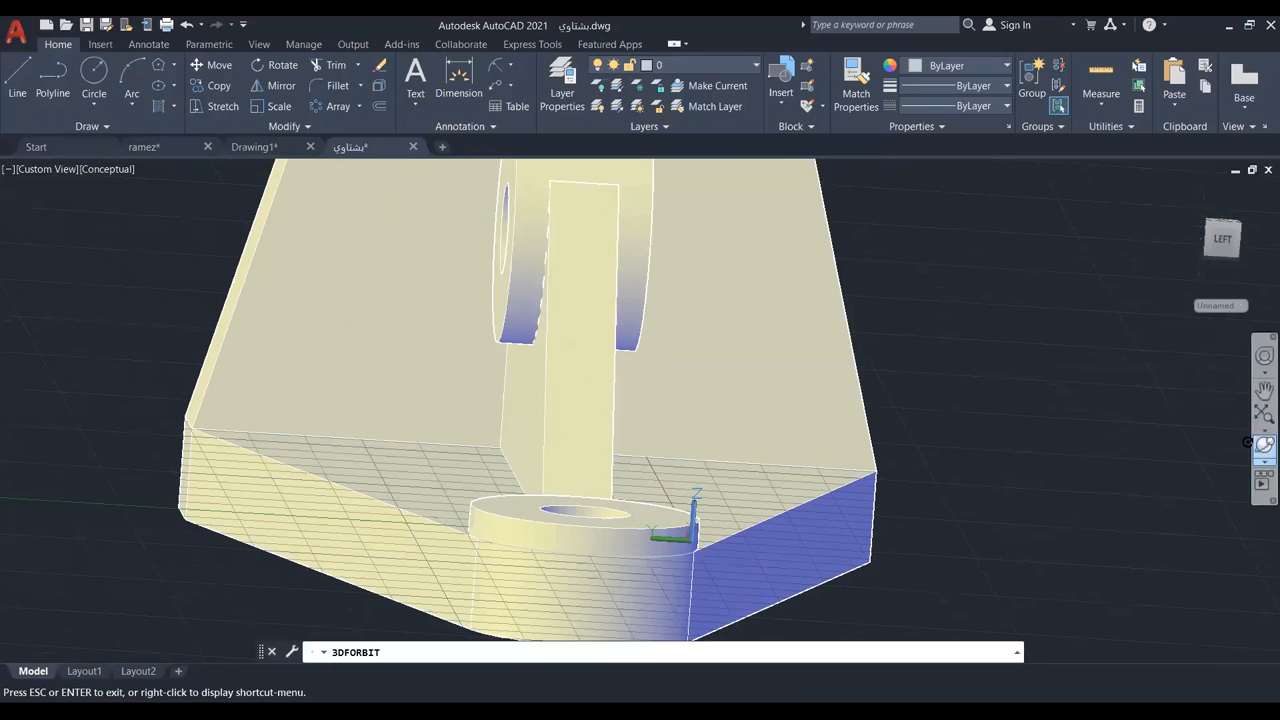 Autodesk AutoCAD 2021 بشتاوي.dwg
Type a keyword or phrase
Sign In
Home Insert Annotate Parametric View Manage Output Add-ins Collaborate Express Tools Featured Apps
Move Rotate Trim
0
ByLayer
Copy Mirror Fillet
Make Current
ByLayer
Stretch Scale Array
Table
Match Layer
ByLayer
Line Polyline Circle Arc
Text Dimension
Layer Properties
Insert
Match Properties
Group
Measure
Paste
Base
Draw Modify Annotation Layers Block Properties Groups Utilities Clipboard View
Start ramez* Drawing1* بشتاوي*
[−][Custom View][Conceptual]
LEFT
Unnamed
Z
Y
3DFORBIT
Model Layout1 Layout2
Press ESC or ENTER to exit, or right-click to display shortcut-menu.